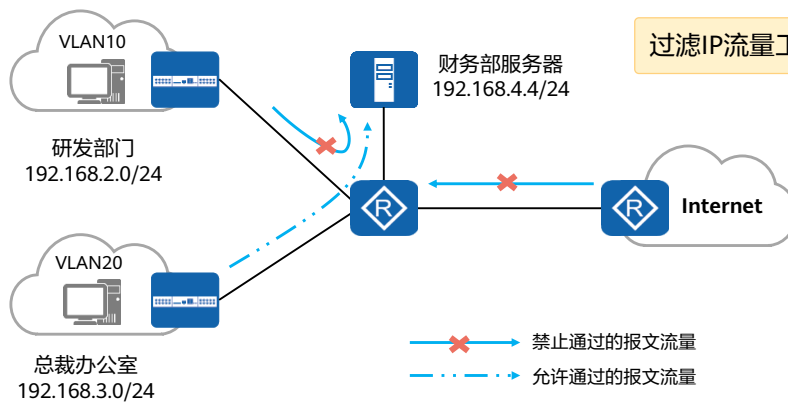 VLAN10
研发部门
192.168.2.0/24
财务部服务器
192.168.4.4/24
过滤IP流量
R
R
Internet
VLAN20
总裁办公室
192.168.3.0/24
禁止通过的报文流量
允许通过的报文流量